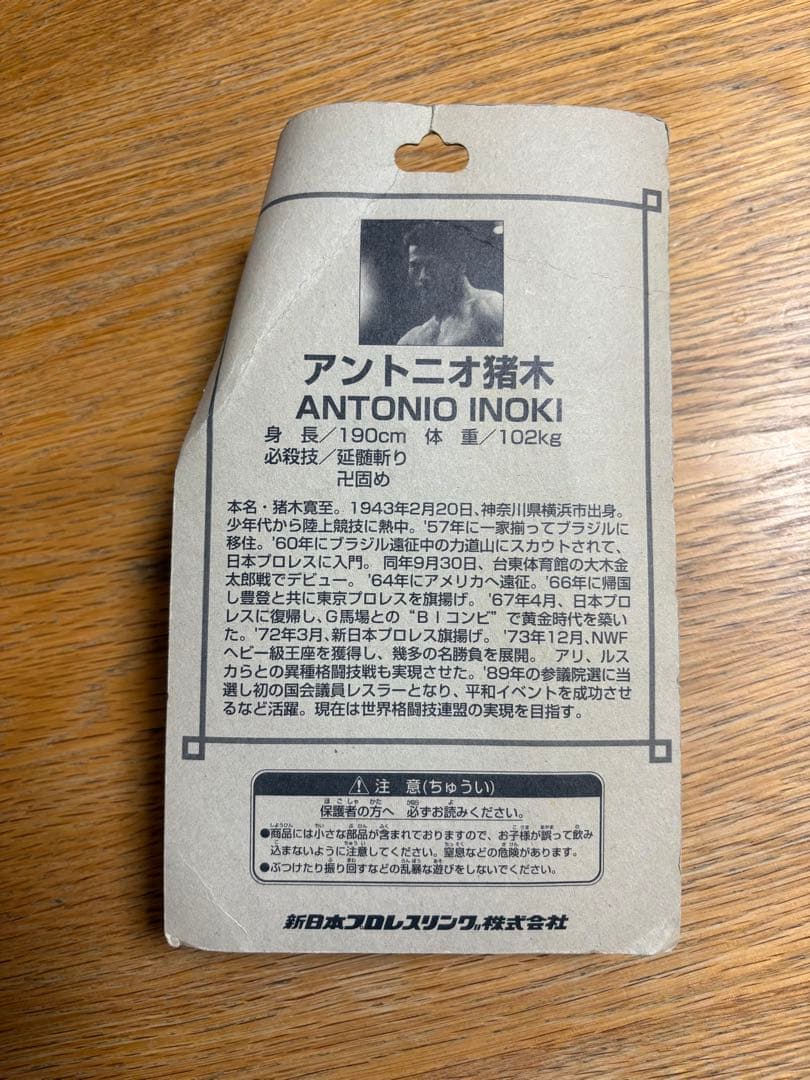 アントニオ猪木
ANTONIO INOKI
身 長/190cm 体 重/102kg
必殺技/延髄斬り
卍固め
本名・猪木寛至。1943年2月20日、神奈川県横浜市出身。
少年代から陸上競技に熱中。'57年に一家揃ってブラジルに
移住。'60年にブラジル遠征中の力道山にスカウトされて、
日本プロレスに入門。 同年9月30日、台東体育館の大木金
太郎戦でデビュー。 '64年にアメリカへ遠征。'66年に帰国
し豊登と共に東京プロレスを旗揚げ。'67年4月、日本プロ
レスに復帰し、G馬場との“BIコンビ”で黄金時代を築い
た。'72年3月、新日本プロレス旗揚げ。'73年12月、NWF
ヘビー級王座を獲得し、幾多の名勝負を展開。 アリ、ルス
カらとの異種格闘技戦も実現させた。'89年の参議院選に当
選し初の国会議員レスラーとなり、平和イベントを成功させ
るなど活躍。現在は世界格闘技連盟の実現を目指す。
⚠ 注 意(ちゅうい)
保護者の方へ 必ずお読みください。
●商品には小さな部品が含まれておりますので、お子様が誤って飲み
込まないように注意してください。窒息などの危険があります。
●ぶつけたり振り回すなどの乱暴な遊びをしないでください。
新日本プロレスリング株式会社